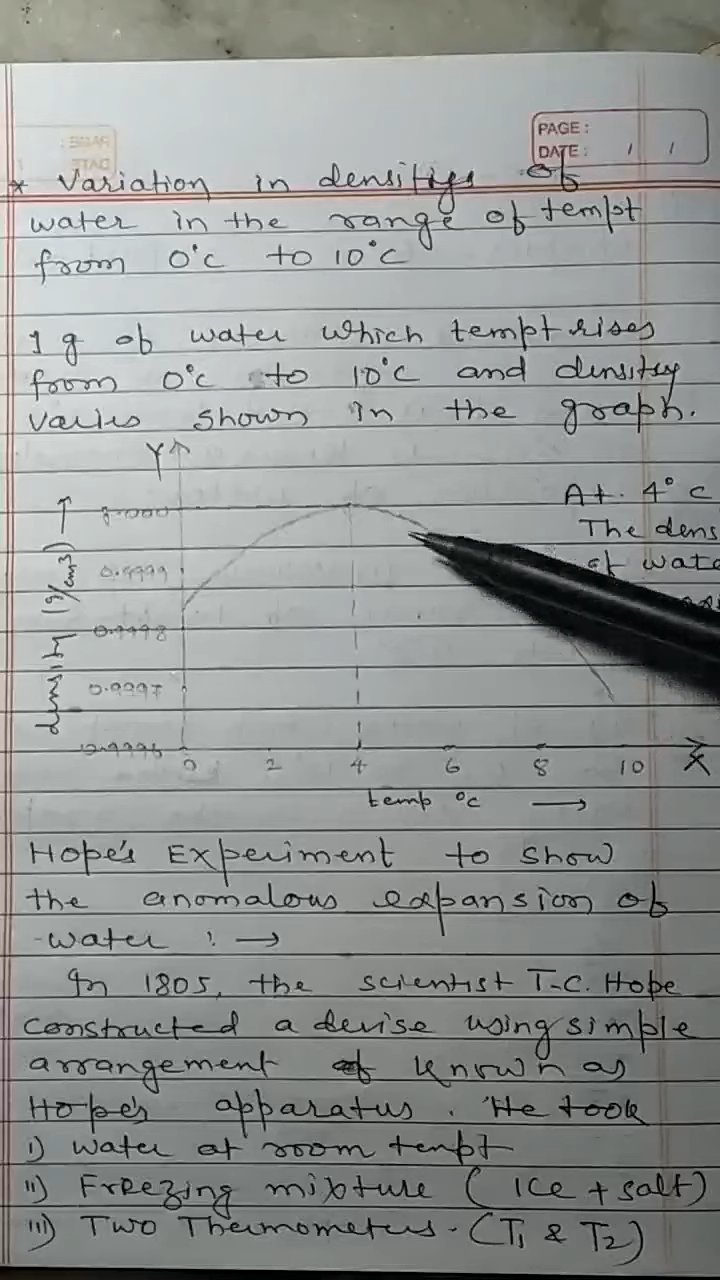 PAGE :
DATE : / /
* Variation in densitys of
water in the range of tempt
from 0°c to 10°c
1 g of water which tempt rises
from 0°c to 10°c and density
varies shown in the graph.
Y
At. 4° c
1.0000
The dens
0.9999
of wate
density (g/cm3)
0.9998
0.9997
0.9996
0 2 4 6 8 10 X
temp °c →
Hope's Experiment to show
the anomalous expansion of
water : →
In 1805, the scientist T.C. Hope
constructed a devise using simple
arrangement of known as
Hope's apparatus. He took
i) water at room tempt
ii) Freezing mixture ( Ice + salt)
iii) Two Thermometers. (T1 & T2)